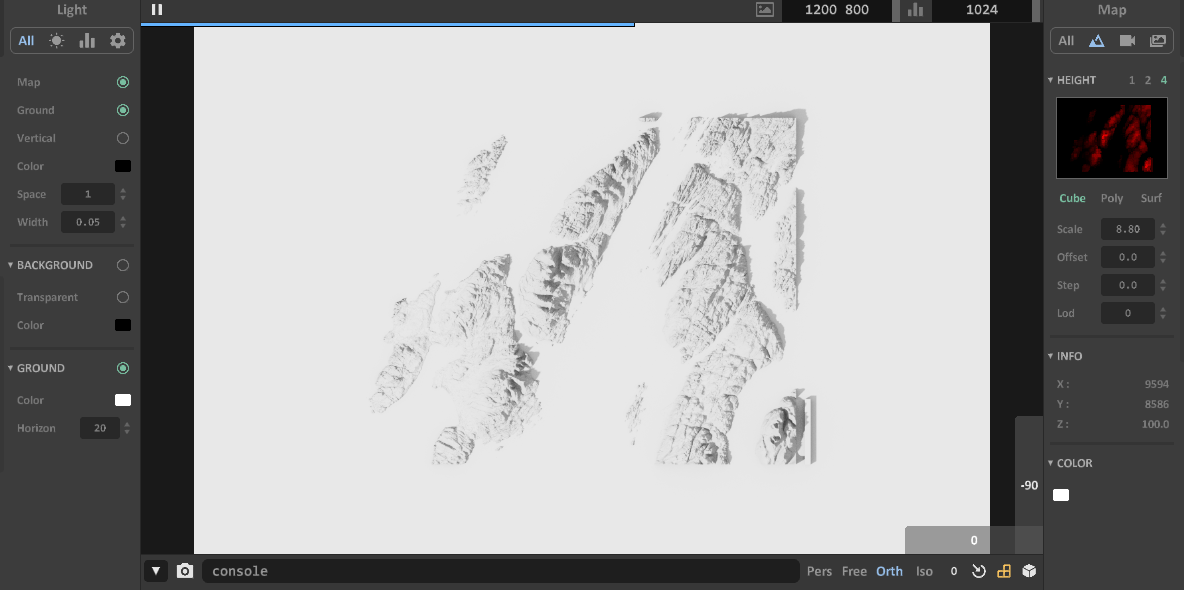 Light
All
Map
Ground
Vertical
Color
Space 1
Width 0.05
BACKGROUND
Transparent
Color
GROUND
Color
Horizon 20
1200 800
1024
-90
0
console
Pers Free Orth Iso 0
Map
All
HEIGHT 1 2 4
Cube Poly Surf
Scale 8.80
Offset 0.0
Step 0.0
Lod 0
INFO
X : 9594
Y : 8586
Z : 100.0
COLOR